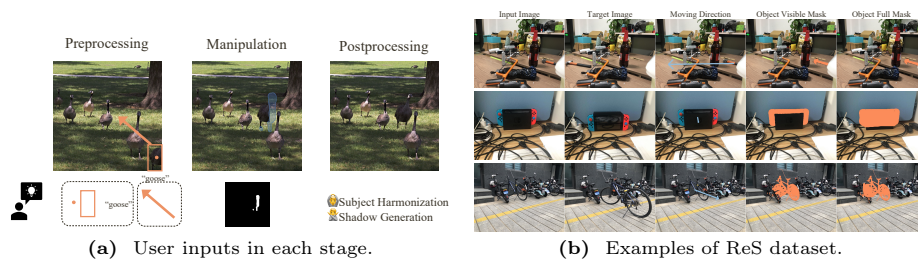 Preprocessing
Manipulation
Postprocessing
"goose"
"goose"
Subject Harmonization
Shadow Generation
(a) User inputs in each stage.
Input Image
Target Image
Moving Direction
Object Visible Mask
Object Full Mask
(b) Examples of ReS dataset.